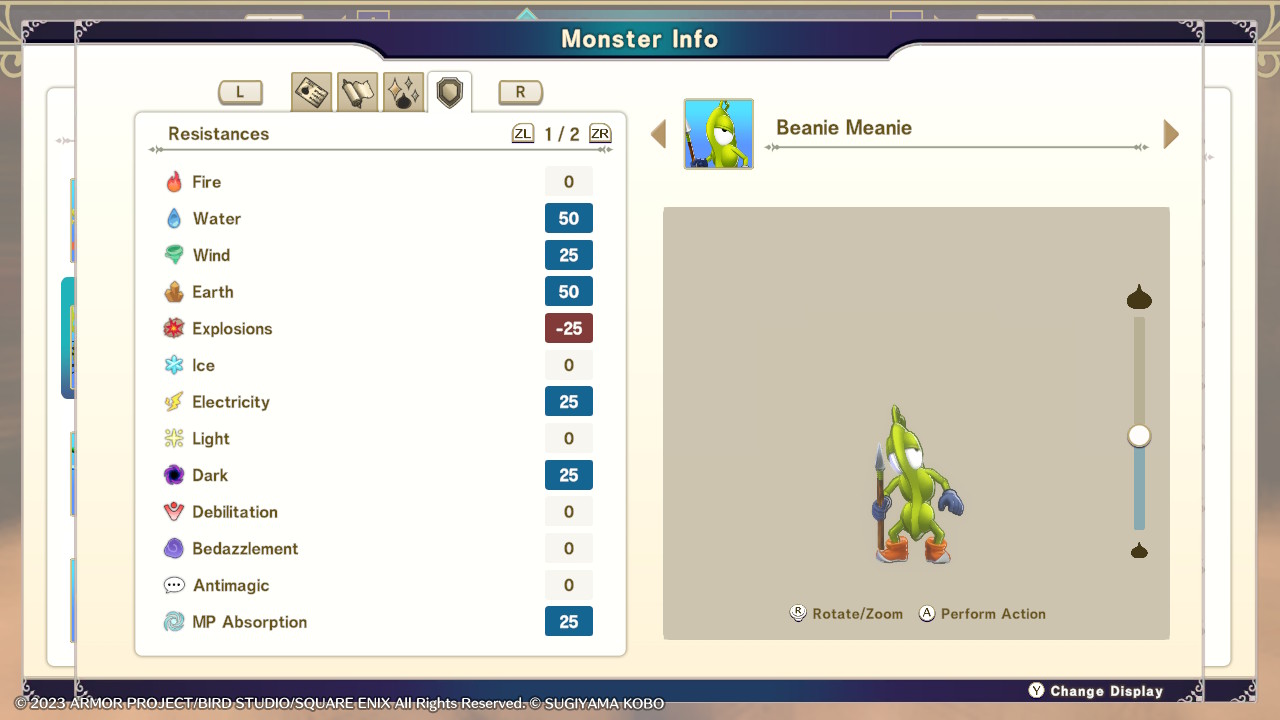 Monster Info
L
R
Resistances
ZL 1 / 2 ZR
Fire 0
Water 50
Wind 25
Earth 50
Explosions -25
Ice 0
Electricity 25
Light 0
Dark 25
Debilitation 0
Bedazzlement 0
Antimagic 0
MP Absorption 25
Beanie Meanie
R Rotate/Zoom A Perform Action
Y Change Display
© 2023 ARMOR PROJECT/BIRD STUDIO/SQUARE ENIX All Rights Reserved. © SUGIYAMA KOBO